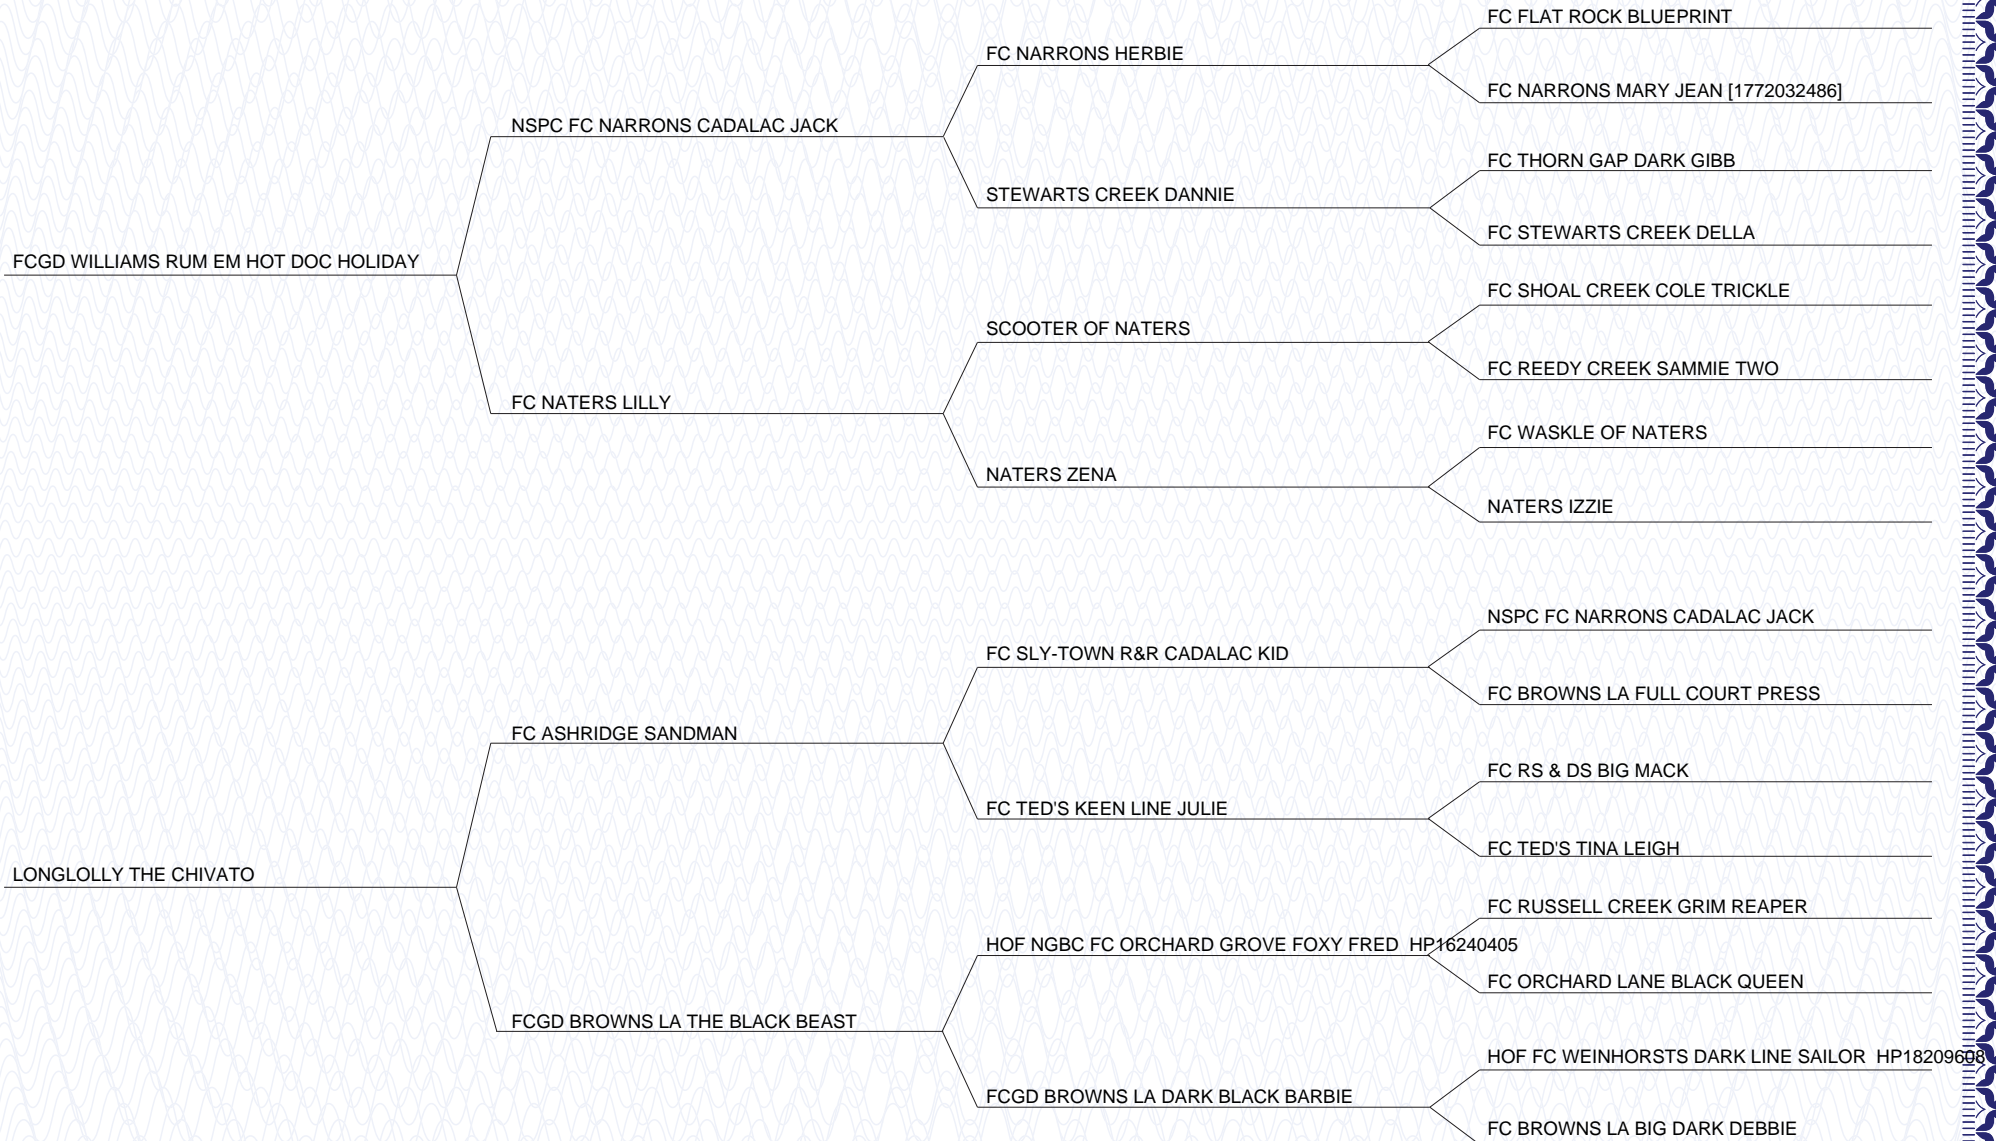 FC FLAT ROCK BLUEPRINT
FC NARRONS HERBIE
FC NARRONS MARY JEAN [1772032486]
NSPC FC NARRONS CADALAC JACK
FC THORN GAP DARK GIBB
STEWARTS CREEK DANNIE
FC STEWARTS CREEK DELLA
FCGD WILLIAMS RUM EM HOT DOC HOLIDAY
FC SHOAL CREEK COLE TRICKLE
SCOOTER OF NATERS
FC REEDY CREEK SAMMIE TWO
FC NATERS LILLY
FC WASKLE OF NATERS
NATERS ZENA
NATERS IZZIE
NSPC FC NARRONS CADALAC JACK
FC SLY-TOWN R&R CADALAC KID
FC BROWNS LA FULL COURT PRESS
FC ASHRIDGE SANDMAN
FC RS & DS BIG MACK
FC TED'S KEEN LINE JULIE
FC TED'S TINA LEIGH
LONGLOLLY THE CHIVATO
FC RUSSELL CREEK GRIM REAPER
HOF NGBC FC ORCHARD GROVE FOXY FRED HP16240405
FC ORCHARD LANE BLACK QUEEN
FCGD BROWNS LA THE BLACK BEAST
HOF FC WEINHORSTS DARK LINE SAILOR HP18209608
FCGD BROWNS LA DARK BLACK BARBIE
FC BROWNS LA BIG DARK DEBBIE